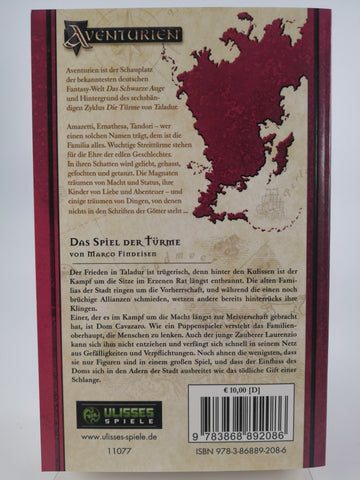 AVENTURIEN
Aventurien ist der Schauplatz
der bekanntesten deutschen
Fantasy-Welt Das Schwarze Auge
und Hintergrund des sechsbän-
digen Zyklus Die Türme von Taladur.
Amazetti, Ernathesa, Tandori – wer
einen solchen Namen trägt, dem ist die
Familia alles. Wuchtige Streittürme stehen
für die Ehre der edlen Geschlechter.
In ihren Schatten wird geliebt, gehasst,
gefochten und getanzt. Die Magnaten
träumen von Macht und Status, ihre
Kinder von Liebe und Abenteuer – und
einige träumen von Dingen, von denen
nichts in den Schriften der Götter steht ...
DAS SPIEL DER TÜRME
VON MARCO FINDEISEN
Der Frieden in Taladur ist trügerisch, denn hinter den Kulissen ist der
Kampf um die Sitze im Erzenen Rat längst entbrannt. Die alten Fami-
lias der Stadt ringen um die Vorherrschaft, und während die einen noch
brüchige Allianzen schmieden, wetzen andere bereits hinterrücks ihre
Klingen.
Einer, der es im Kampf um die Macht längst zur Meisterschaft gebracht
hat, ist Dom Cavazaro. Wie ein Puppenspieler versteht das Familien-
oberhaupt, die Menschen zu lenken. Auch der junge Zauberer Laurenzio
kann sich ihm nicht entziehen und verfängt sich schnell in seinem Netz
aus Gefälligkeiten und Verpflichtungen. Noch ahnen die wenigsten, dass
sie nur Figuren sind in einem großen Spiel, und dass der Einfluss des
Doms sich in den Adern der Stadt ausbreitet wie das tödliche Gift einer
Schlange.
€ 10,00 [D]
ULISSES
SPIELE
www.ulisses-spiele.de
11077
9 783868 892086
ISBN 978-3-86889-208-6